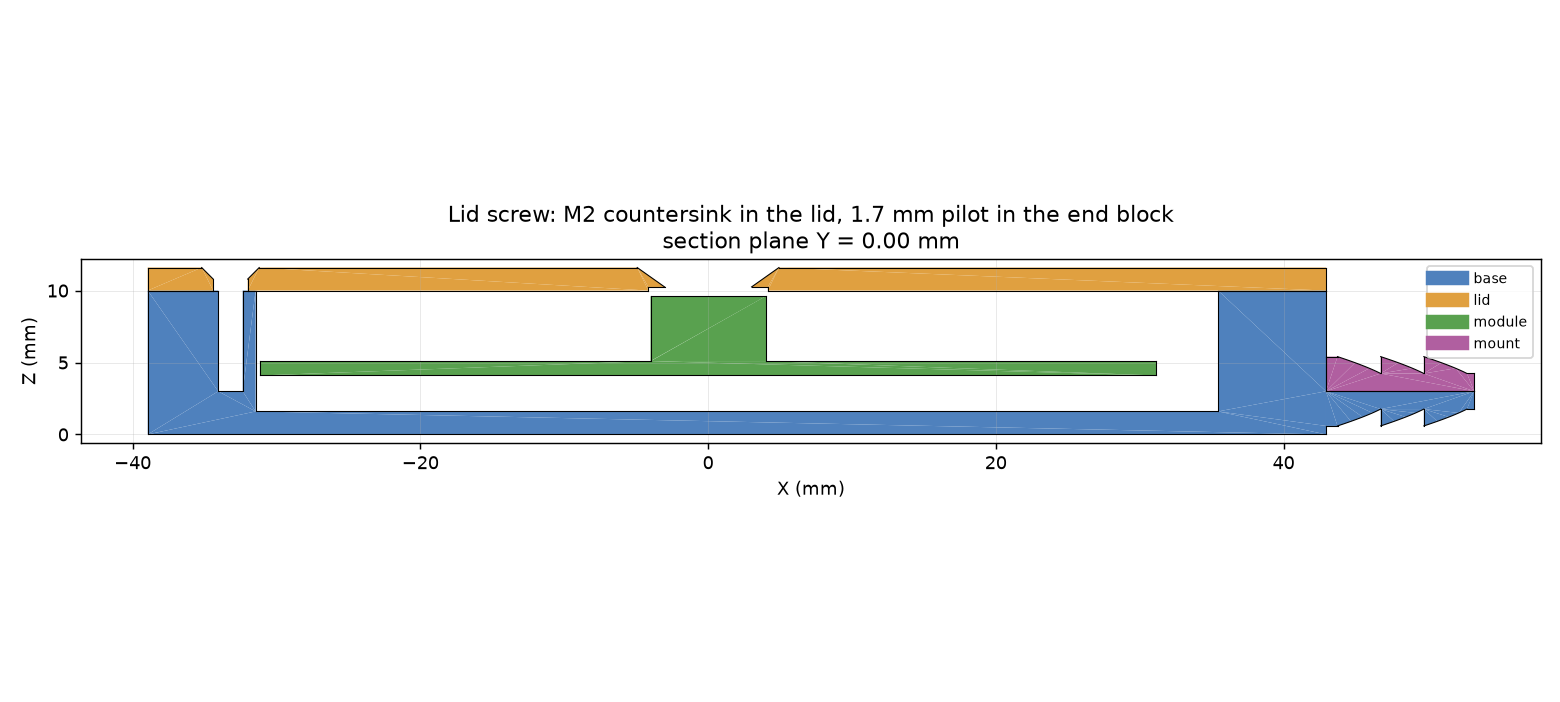 Lid screw: M2 countersink in the lid, 1.7 mm pilot in the end block
section plane Y = 0.00 mm
10
5
0
Z (mm)
−40
−20
0
20
40
X (mm)
base
lid
module
mount